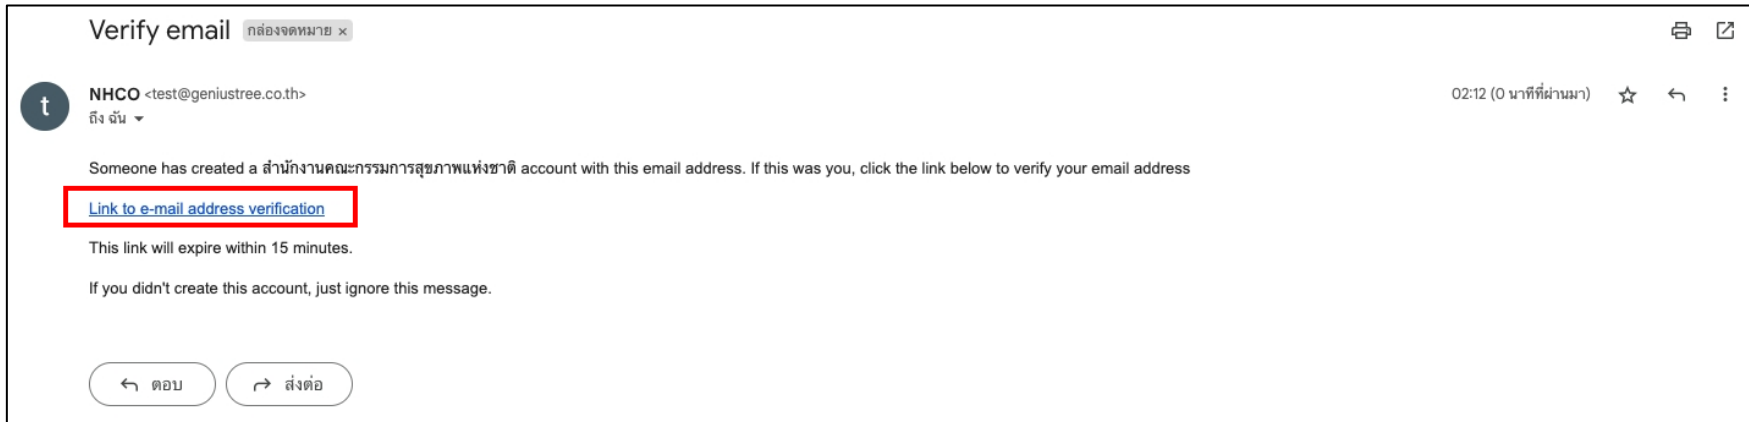 Verify email กล่องจดหมาย ×
NHCO <test@geniustree.co.th>
02:12 (0 นาทีที่ผ่านมา)
ถึง ฉัน
t
Someone has created a สำนักงานคณะกรรมการสุขภาพแห่งชาติ account with this email address. If this was you, click the link below to verify your email address
Link to e-mail address verification
This link will expire within 15 minutes.
If you didn't create this account, just ignore this message.
ตอบ
ส่งต่อ